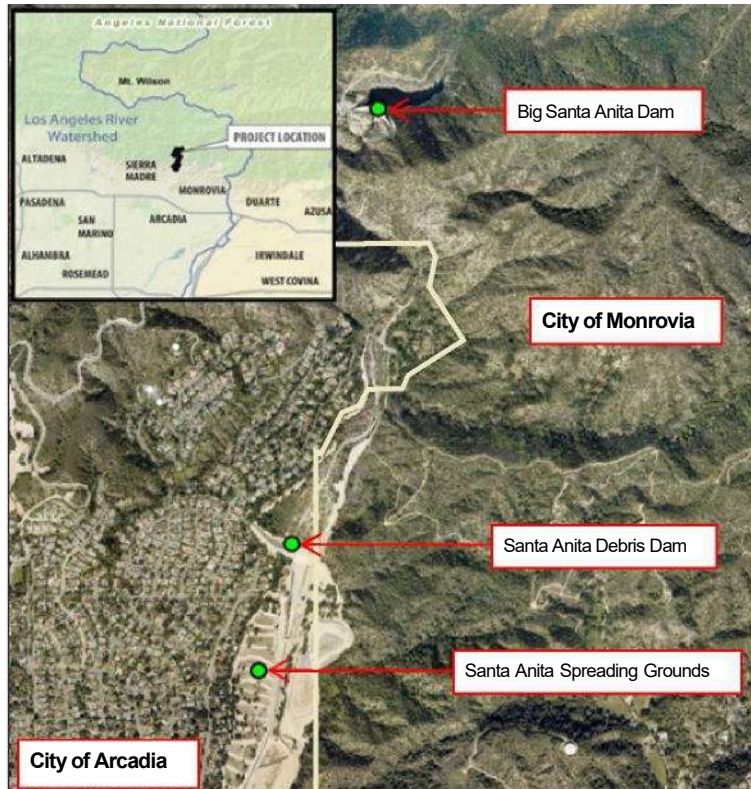 Angeles National Forest
Mt. Wilson
Los Angeles River
Watershed
PROJECT LOCATION
ALTADENA
SIERRA
MADRE
MONROVIA
PASADENA
DUARTE
AZUSA
SAN
MARINO
ARCADIA
ALHAMBRA
IRWINDALE
ROSEMEAD
WEST COVINA
Big Santa Anita Dam
City of Monrovia
Santa Anita Debris Dam
Santa Anita Spreading Grounds
City of Arcadia